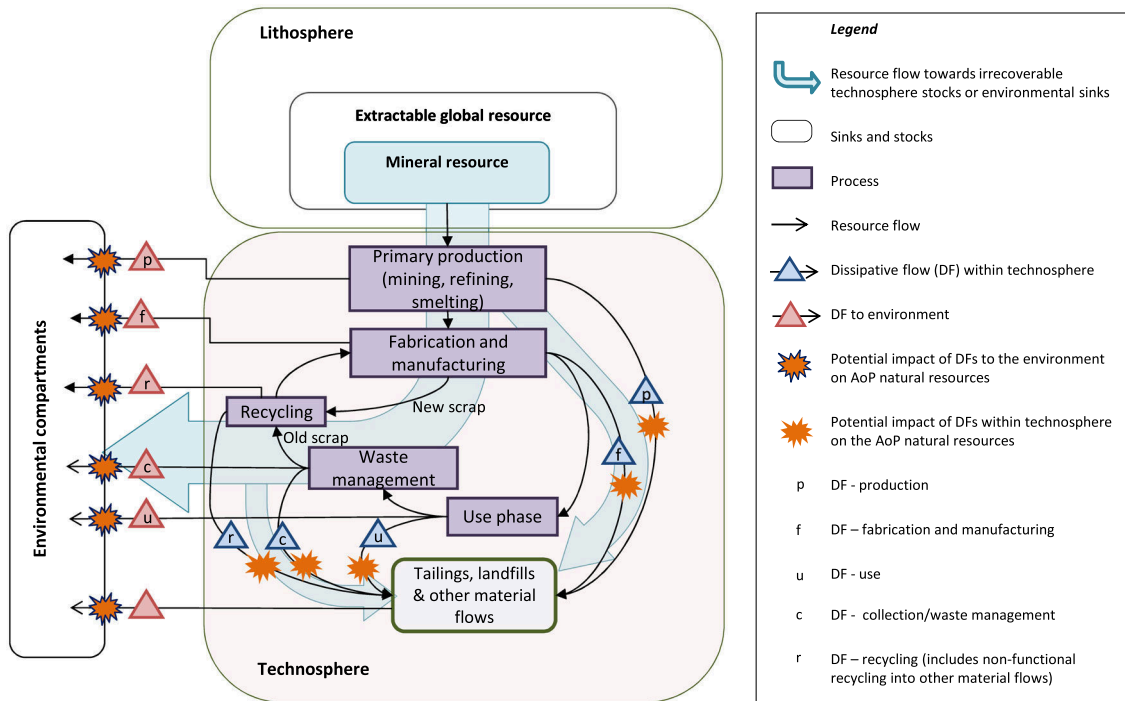 Lithosphere
Extractable global resource
Mineral resource
Primary production
(mining, refining,
smelting)
Fabrication and
manufacturing
New scrap
Recycling
Old scrap
Waste
management
Use phase
Tailings, landfills
& other material
flows
Technosphere
Environmental compartments
p
f
r
c
u
p
f
r
c
u
Legend
Resource flow towards irrecoverable
technosphere stocks or environmental sinks
Sinks and stocks
Process
Resource flow
Dissipative flow (DF) within technosphere
DF to environment
Potential impact of DFs to the environment
on AoP natural resources
Potential impact of DFs within technosphere
on the AoP natural resources
p DF - production
f DF – fabrication and manufacturing
u DF - use
c DF - collection/waste management
r DF – recycling (includes non-functional
recycling into other material flows)